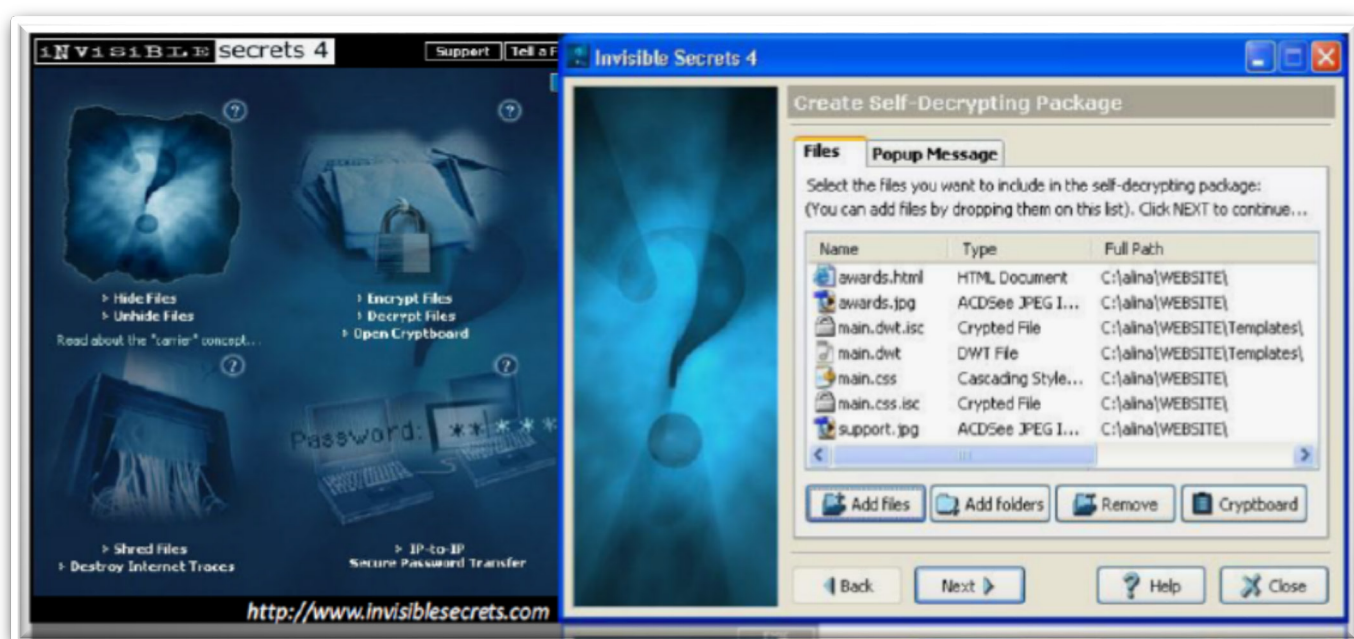 iNViSiBLE secrets 4
Support
Tell a F
? ?
› Hide Files
› Unhide Files
Read about the "carrier" concept...
› Encrypt Files
› Decrypt Files
› Open Cryptboard
? ?
Password: ** ***
› Shred Files
› Destroy Internet Traces
› IP-to-IP
Secure Password Transfer
http://www.invisiblesecrets.com
Invisible Secrets 4
Create Self-Decrypting Package
Files
Popup Message
Select the files you want to include in the self-decrypting package:
(You can add files by dropping them on this list). Click NEXT to continue...
Name Type Full Path
awards.html HTML Document C:\alina\WEBSITE\
awards.jpg ACDSee JPEG I... C:\alina\WEBSITE\
main.dwt.isc Crypted File C:\alina\WEBSITE\Templates\
main.dwt DWT File C:\alina\WEBSITE\Templates\
main.css Cascading Style... C:\alina\WEBSITE\
main.css.isc Crypted File C:\alina\WEBSITE\
support.jpg ACDSee JPEG I... C:\alina\WEBSITE\
Add files Add folders Remove Cryptboard
Back Next ? Help Close